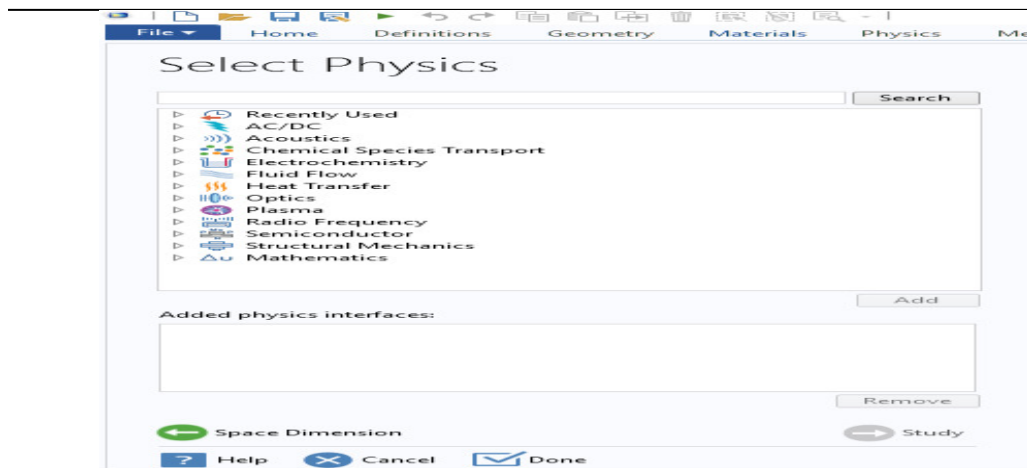 File Home Definitions Geometry Materials Physics Me
Select Physics
Search
Recently Used
AC/DC
Acoustics
Chemical Species Transport
Electrochemistry
Fluid Flow
Heat Transfer
Optics
Plasma
Radio Frequency
Semiconductor
Structural Mechanics
Δu Mathematics
Add
Added physics interfaces:
Remove
Space Dimension Study
? Help Cancel Done